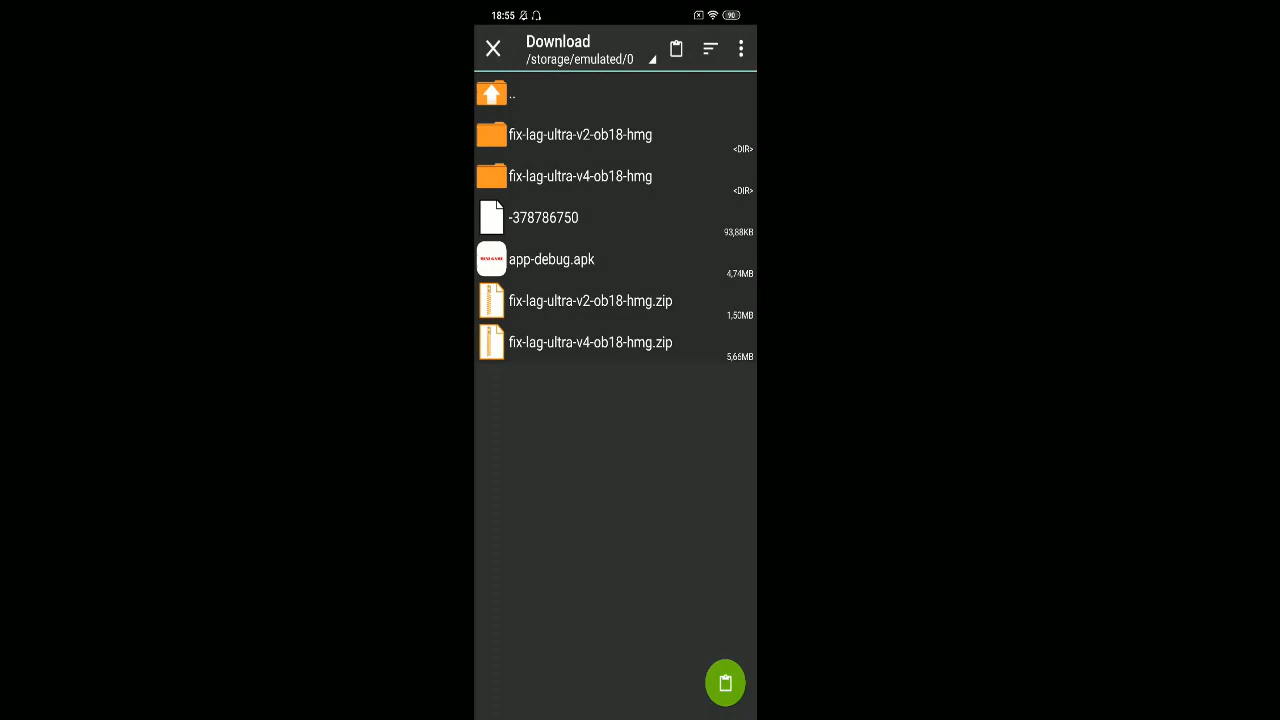 18:55
90
Download
/storage/emulated/0
..
fix-lag-ultra-v2-ob18-hmg
<DIR>
fix-lag-ultra-v4-ob18-hmg
<DIR>
-378786750
93,88KB
MINI GAME
app-debug.apk
4,74MB
fix-lag-ultra-v2-ob18-hmg.zip
1,50MB
fix-lag-ultra-v4-ob18-hmg.zip
5,66MB